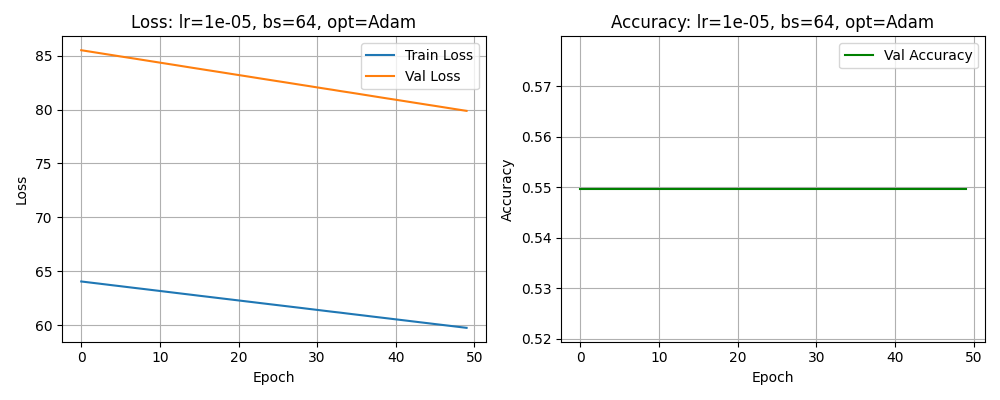 Loss: lr=1e-05, bs=64, opt=Adam
Train Loss
Val Loss
85
80
75
70
65
60
Loss
0 10 20 30 40 50
Epoch
Accuracy: lr=1e-05, bs=64, opt=Adam
Val Accuracy
0.57
0.56
0.55
0.54
0.53
0.52
Accuracy
0 10 20 30 40 50
Epoch